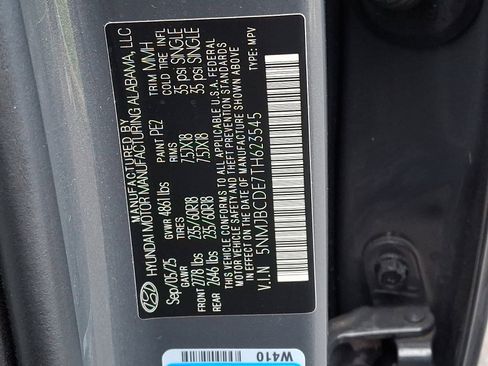 MANUFACTURED BY
HYUNDAI MOTOR MANUFACTURING ALABAMA, LLC
Sep/05/25 PAINT PE2 TRIM MMH
GAWR GVWR 4861 lbs TIRES RIMS COLD TIRE INFL
FRONT 2778 lbs 235/60R18 7.5JX18 35 psi SINGLE
REAR 2646 lbs 235/60R18 7.5JX18 35 psi SINGLE
THIS VEHICLE CONFORMS TO ALL APPLICABLE U.S.A. FEDERAL
MOTOR VEHICLE SAFETY, BUMPER, AND THEFT PREVENTION STANDARDS
IN EFFECT ON THE DATE OF MANUFACTURE SHOWN ABOVE.
V.I.N 5NMJBCDE7TH623545 TYPE: MPV
W410